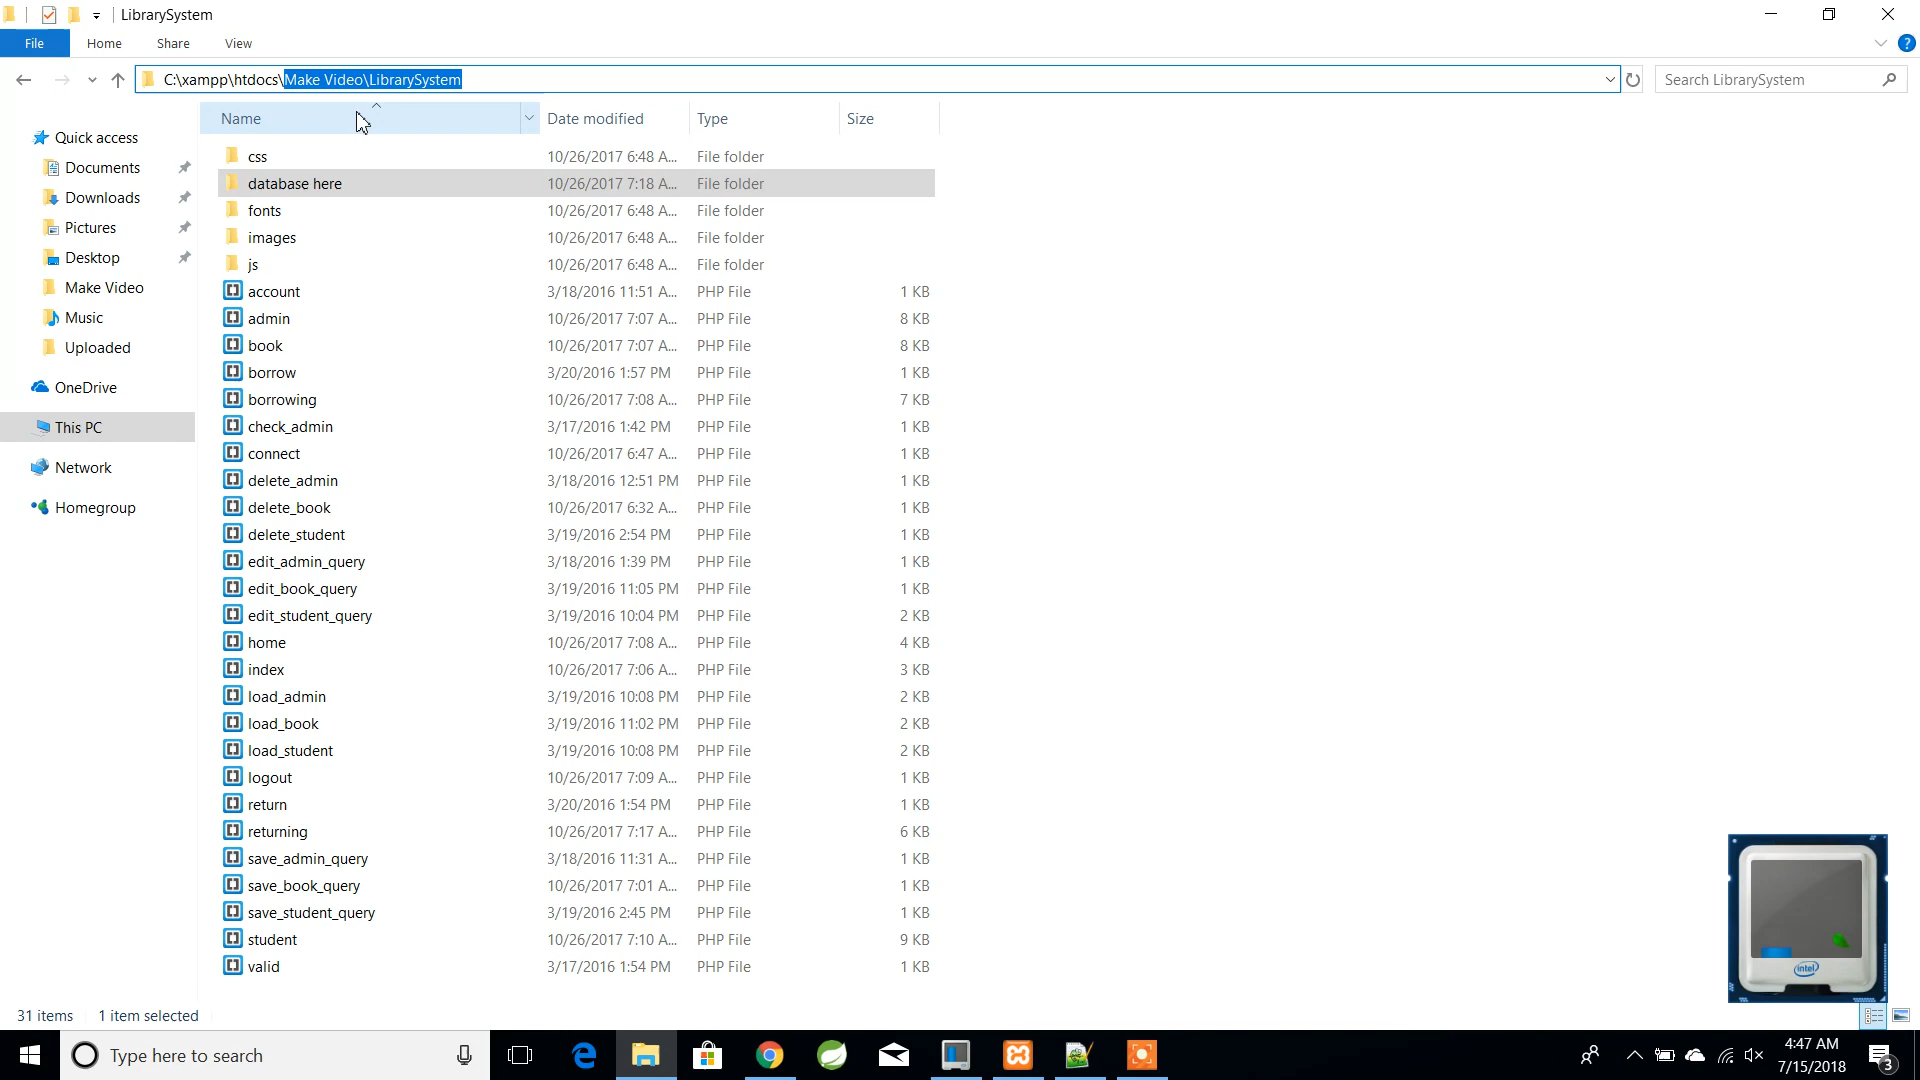 LibrarySystem
File Home Share View
C:\xampp\htdocs\Make Video\LibrarySystem
Search LibrarySystem
Name Date modified Type Size
Quick access
Documents
Downloads
Pictures
Desktop
Make Video
Music
Uploaded
OneDrive
This PC
Network
Homegroup
css 10/26/2017 6:48 A... File folder
database here 10/26/2017 7:18 A... File folder
fonts 10/26/2017 6:48 A... File folder
images 10/26/2017 6:48 A... File folder
js 10/26/2017 6:48 A... File folder
account 3/18/2016 11:51 A... PHP File 1 KB
admin 10/26/2017 7:07 A... PHP File 8 KB
book 10/26/2017 7:07 A... PHP File 8 KB
borrow 3/20/2016 1:57 PM PHP File 1 KB
borrowing 10/26/2017 7:08 A... PHP File 7 KB
check_admin 3/17/2016 1:42 PM PHP File 1 KB
connect 10/26/2017 6:47 A... PHP File 1 KB
delete_admin 3/18/2016 12:51 PM PHP File 1 KB
delete_book 10/26/2017 6:32 A... PHP File 1 KB
delete_student 3/19/2016 2:54 PM PHP File 1 KB
edit_admin_query 3/18/2016 1:39 PM PHP File 1 KB
edit_book_query 3/19/2016 11:05 PM PHP File 1 KB
edit_student_query 3/19/2016 10:04 PM PHP File 2 KB
home 10/26/2017 7:08 A... PHP File 4 KB
index 10/26/2017 7:06 A... PHP File 3 KB
load_admin 3/19/2016 10:08 PM PHP File 2 KB
load_book 3/19/2016 11:02 PM PHP File 2 KB
load_student 3/19/2016 10:08 PM PHP File 2 KB
logout 10/26/2017 7:09 A... PHP File 1 KB
return 3/20/2016 1:54 PM PHP File 1 KB
returning 10/26/2017 7:17 A... PHP File 6 KB
save_admin_query 3/18/2016 11:31 A... PHP File 1 KB
save_book_query 10/26/2017 7:01 A... PHP File 1 KB
save_student_query 3/19/2016 2:45 PM PHP File 1 KB
student 10/26/2017 7:10 A... PHP File 9 KB
valid 3/17/2016 1:54 PM PHP File 1 KB
intel
31 items 1 item selected
Type here to search
4:47 AM
7/15/2018
3